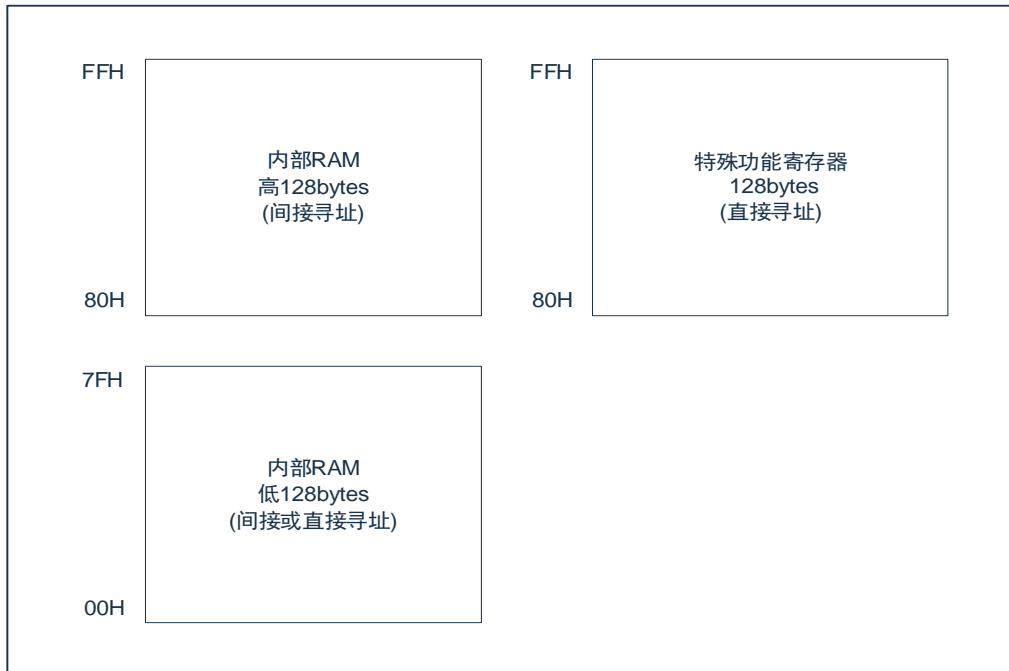 FFH
内部RAM
高128bytes
(间接寻址)
80H
FFH
特殊功能寄存器
128bytes
(直接寻址)
80H
7FH
内部RAM
低128bytes
(间接或直接寻址)
00H